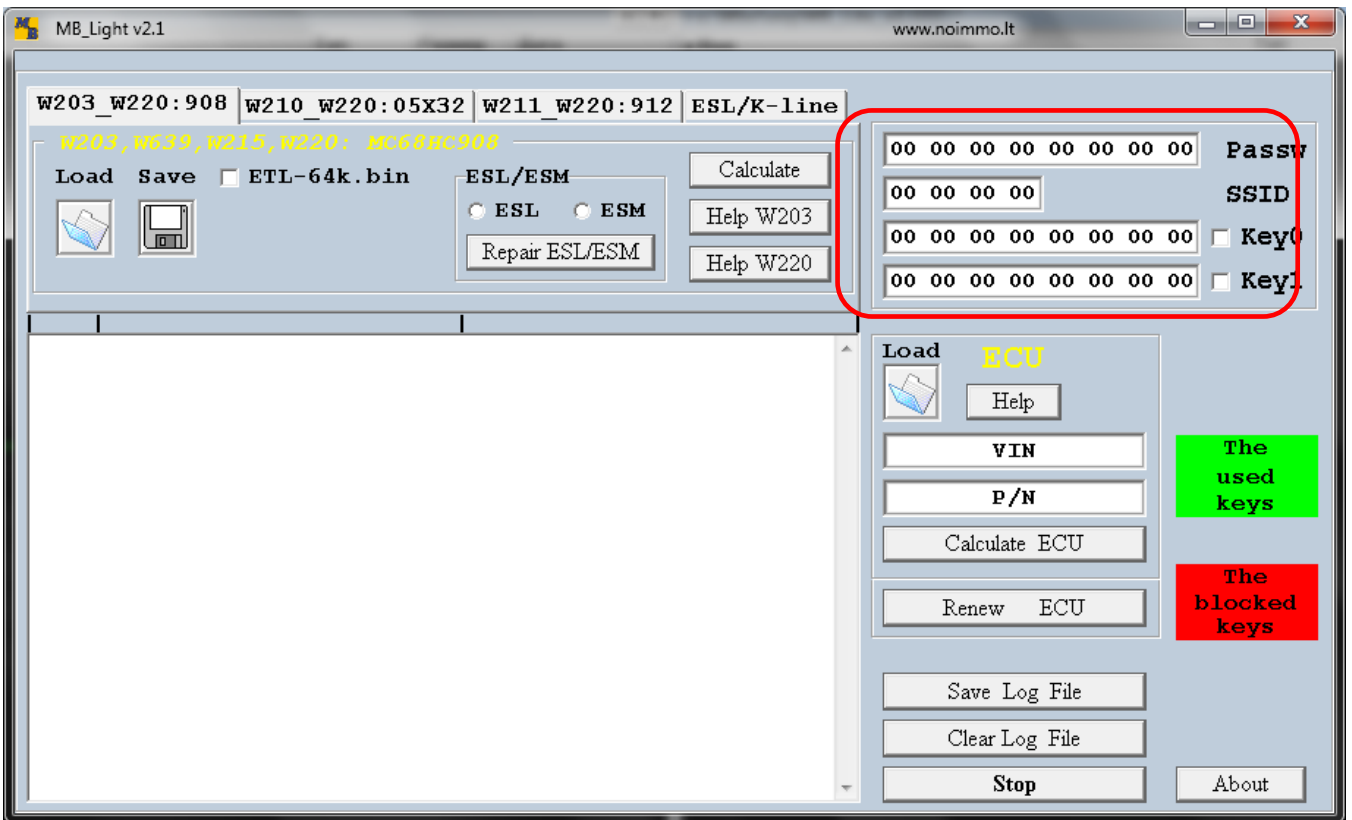 MB_Light v2.1
www.noimmo.lt
W203_W220:908
W210_W220:05X32
W211_W220:912
ESL/K-line
W203,W639,W215,W220: MC68HC908
Load
Save
ETL-64k.bin
ESL/ESM
ESL
ESM
Repair ESL/ESM
Calculate
Help W203
Help W220
00 00 00 00 00 00 00 00 Passw
00 00 00 00 SSID
00 00 00 00 00 00 00 00 Key0
00 00 00 00 00 00 00 00 Key1
Load
ECU
Help
VIN
P/N
Calculate ECU
Renew ECU
The
used
keys
The
blocked
keys
Save Log File
Clear Log File
Stop
About